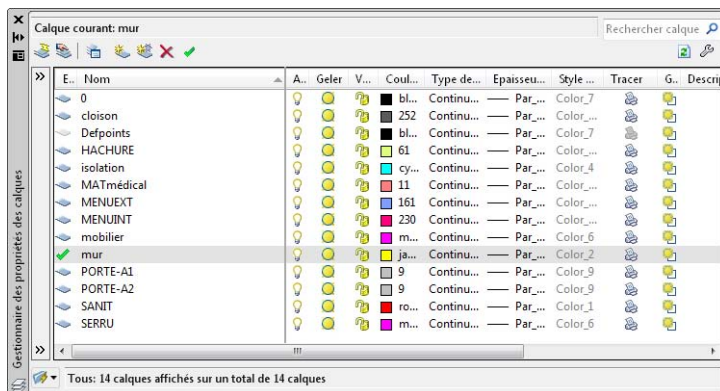 Calque courant: mur
Rechercher calque
E.. Nom A.. Geler V... Coul... Type de... Epaisseu... Style ... Tracer G.. Descrip
0 bl... Continu... Par_... Color_7
cloison 252 Continu... Par_... Color_...
Defpoints bl... Continu... Par_... Color_7
HACHURE 61 Continu... Par_... Color_...
isolation cy... Continu... Par_... Color_4
MATmédical 11 Continu... Par_... Color_...
MENUEXT 161 Continu... Par_... Color_...
MENUINT 230 Continu... Par_... Color_...
mobilier m... Continu... Par_... Color_6
mur ja... Continu... Par_... Color_2
PORTE-A1 9 Continu... Par_... Color_9
PORTE-A2 9 Continu... Par_... Color_9
SANIT ro... Continu... Par_... Color_1
SERRU m... Continu... Par_... Color_6
Tous: 14 calques affichés sur un total de 14 calques
Gestionnaire des propriétés des calques